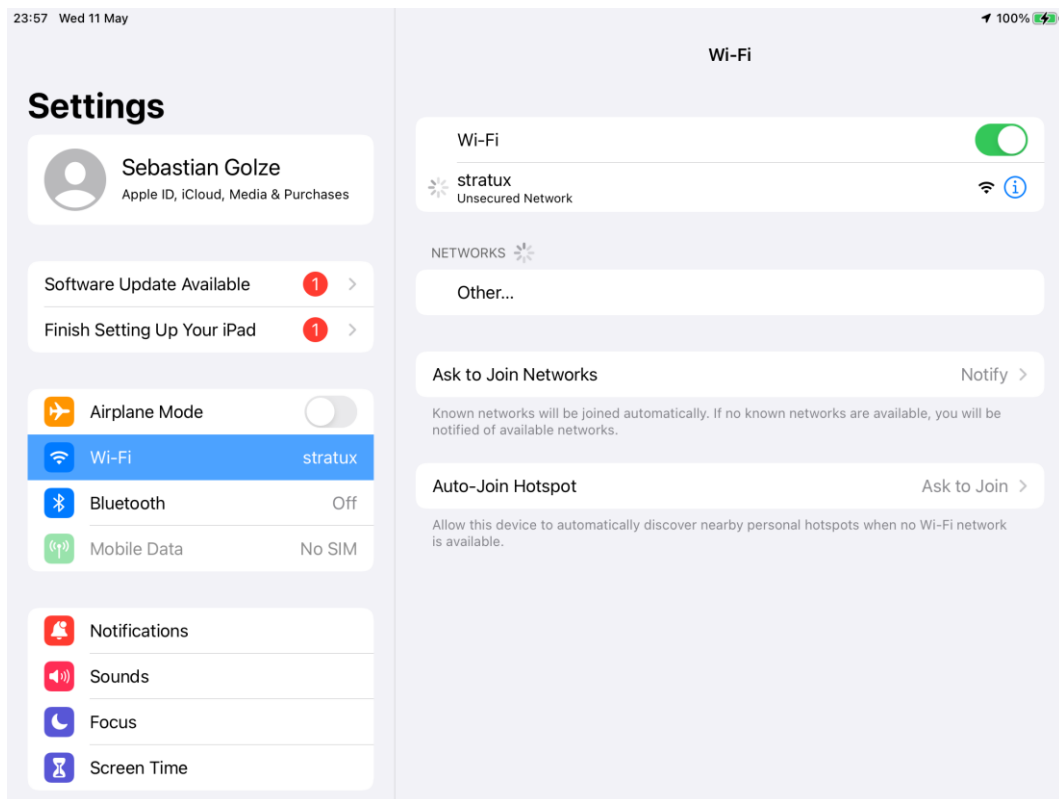 23:57 Wed 11 May
100%
Settings
Sebastian Golze
Apple ID, iCloud, Media & Purchases
Software Update Available 1
Finish Setting Up Your iPad 1
Airplane Mode
Wi-Fi stratux
Bluetooth Off
Mobile Data No SIM
Notifications
Sounds
Focus
Screen Time
Wi-Fi
Wi-Fi
stratux
Unsecured Network
NETWORKS
Other...
Ask to Join Networks Notify
Known networks will be joined automatically. If no known networks are available, you will be
notified of available networks.
Auto-Join Hotspot Ask to Join
Allow this device to automatically discover nearby personal hotspots when no Wi-Fi network
is available.